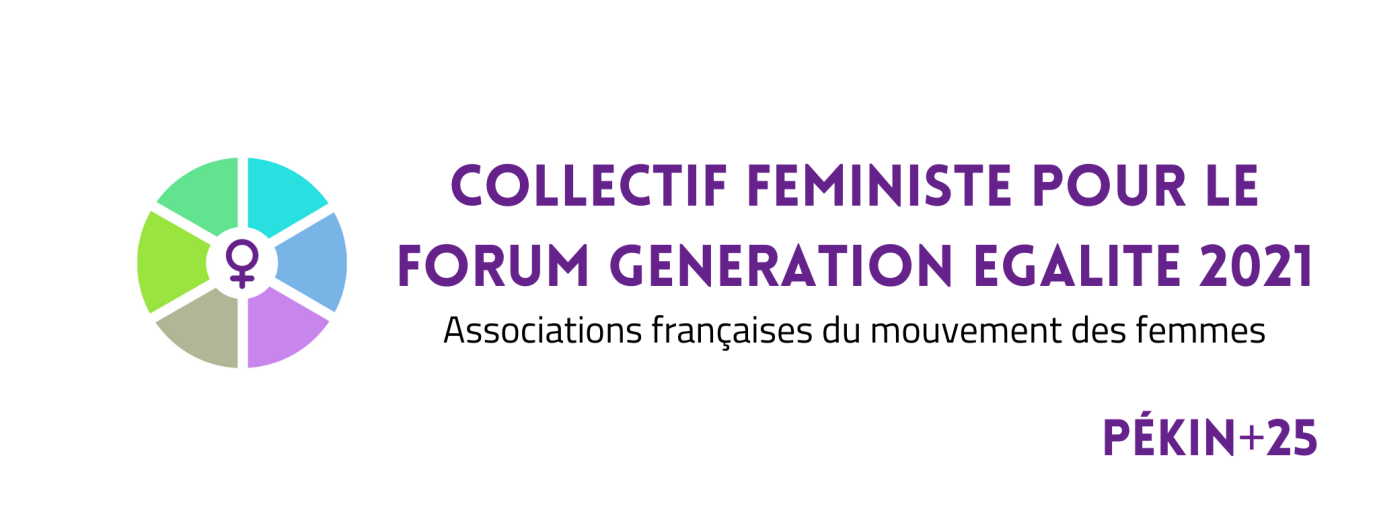 COLLECTIF FEMINISTE POUR LE
FORUM GENERATION EGALITE 2021
Associations françaises du mouvement des femmes
PÉKIN+25